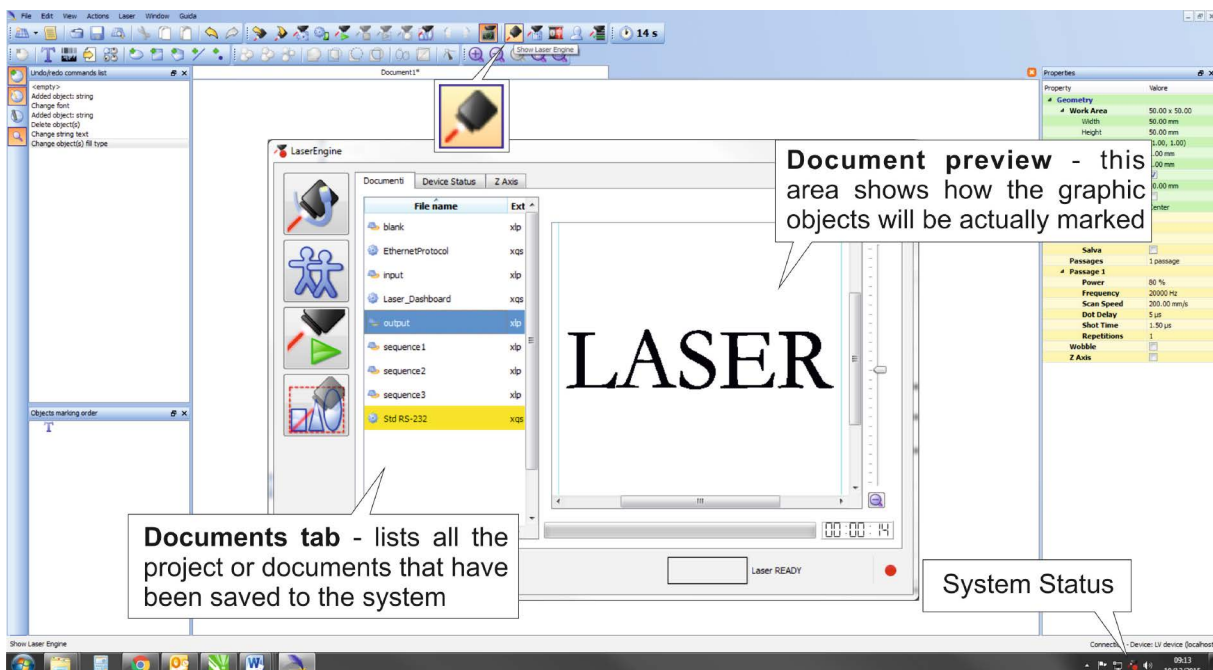 File Edit View Actions Laser Window Guida
14 s
Show Laser Engine
Undo/redo commands list
<empty>
Added object: string
Change font
Added object: string
Delete object(s)
Change string text
Change object(s) fill type
Objects marking order
T
Document1*
LaserEngine
Documenti Device Status Z Axis
File name Ext
blank xlp
EthernetProtocol xqs
input xlp
Laser_Dashboard xqs
output xlp
sequence1 xlp
sequence2 xlp
sequence3 xlp
Std RS-232 xqs
LASER
00:00:14
Laser READY
Document preview - this
area shows how the graphic
objects will be actually marked
Documents tab - lists all the
project or documents that have
been saved to the system
System Status
Properties
Property Valore
Geometry
Work Area 50.00 x 50.00
Width 50.00 mm
Height 50.00 mm
Salva
Passages 1 passage
Passage 1
Power 80 %
Frequency 20000 Hz
Scan Speed 200.00 mm/s
Dot Delay 5 µs
Shot Time 1.50 µs
Repetitions 1
Wobble
Z Axis
Show Laser Engine
Device: LV device (localhost
09:13